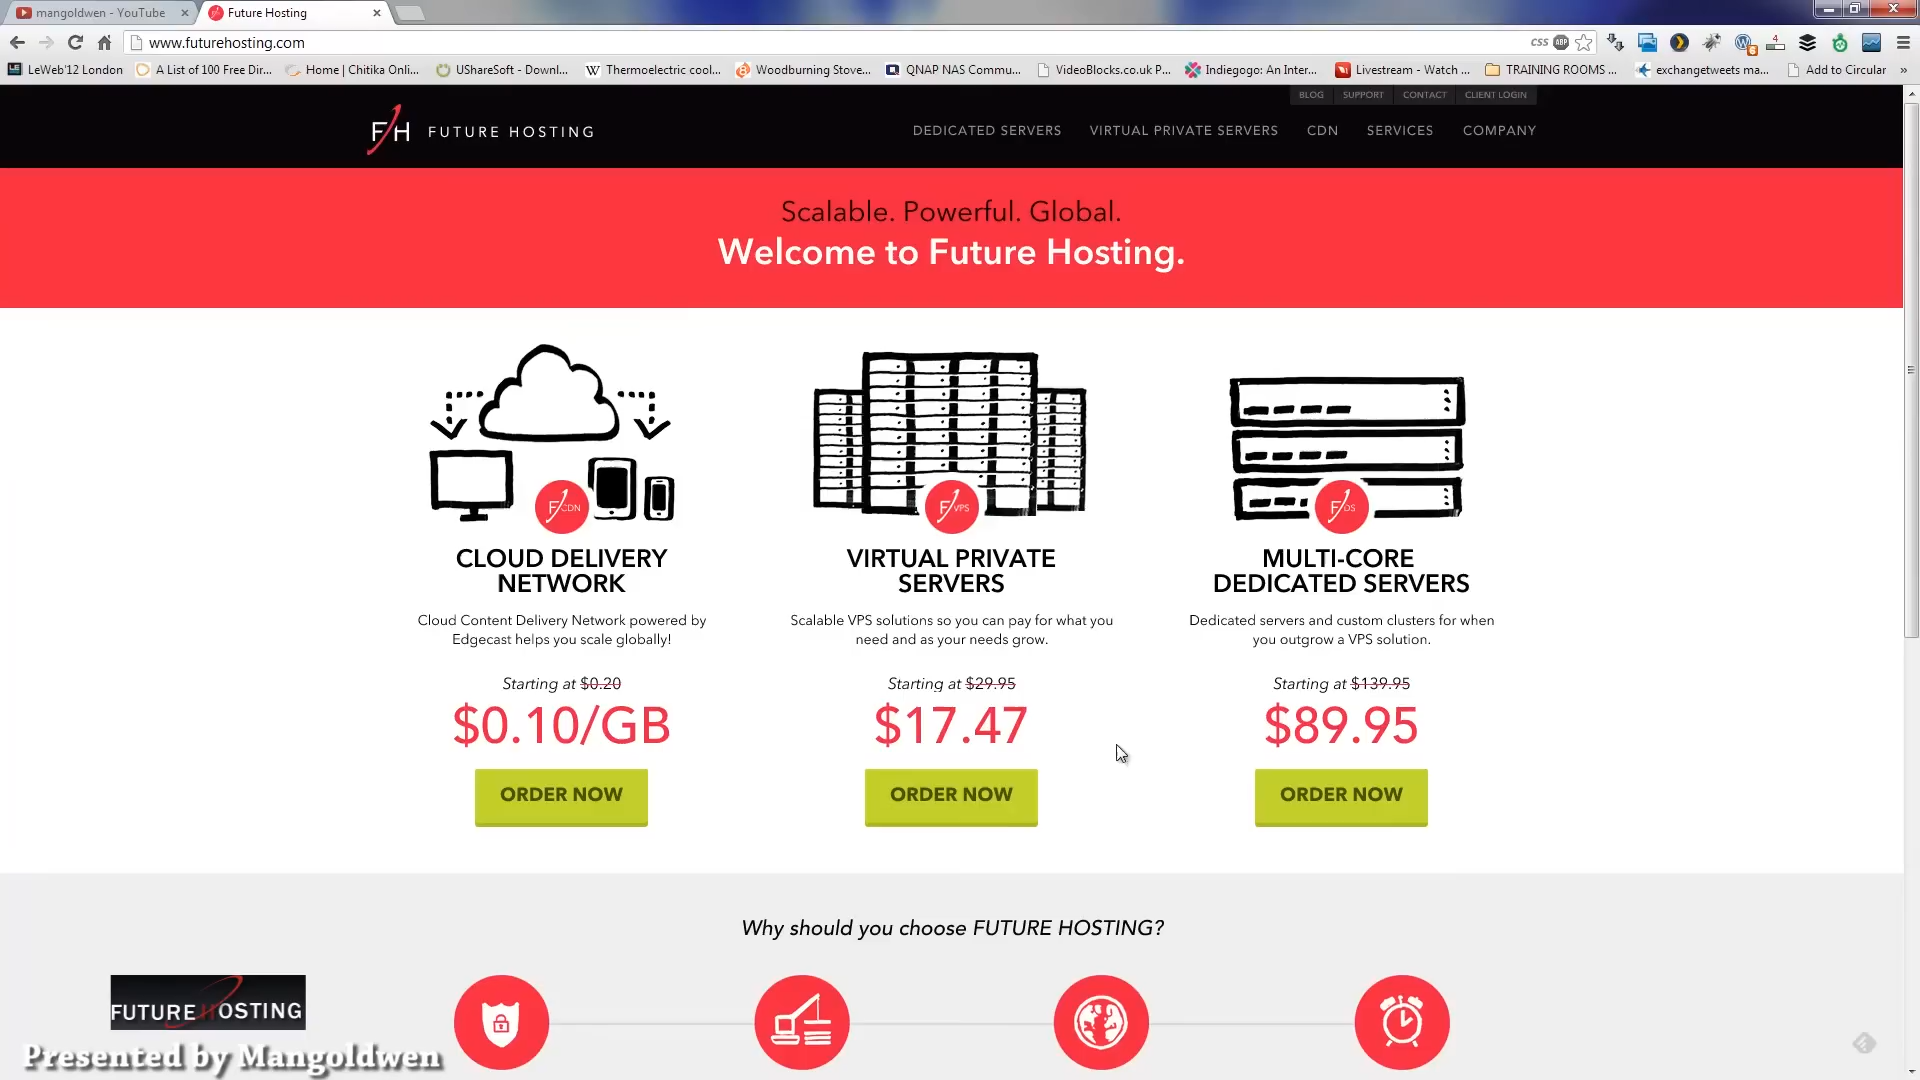 mangoldwen - YouTube
Future Hosting
www.futurehosting.com
CSS
ABP
4
6
LeWeb'12 London
A List of 100 Free Dir...
Home | Chitika Onli...
UShareSoft - Downl...
W Thermoelectric cool...
Woodburning Stove...
QNAP NAS Commu...
VideoBlocks.co.uk P...
Indiegogo: An Inter...
Livestream - Watch ...
TRAINING ROOMS ...
exchangetweets ma...
Add to Circular
»
BLOG
SUPPORT
CONTACT
CLIENT LOGIN
F/H FUTURE HOSTING
DEDICATED SERVERS
VIRTUAL PRIVATE SERVERS
CDN
SERVICES
COMPANY
Scalable. Powerful. Global.
Welcome to Future Hosting.
F/CDN
CLOUD DELIVERY
NETWORK
Cloud Content Delivery Network powered by
Edgecast helps you scale globally!
Starting at $0.20
$0.10/GB
ORDER NOW
F/VPS
VIRTUAL PRIVATE
SERVERS
Scalable VPS solutions so you can pay for what you
need and as your needs grow.
Starting at $29.95
$17.47
ORDER NOW
F/DS
MULTI-CORE
DEDICATED SERVERS
Dedicated servers and custom clusters for when
you outgrow a VPS solution.
Starting at $139.95
$89.95
ORDER NOW
Why should you choose FUTURE HOSTING?
FUTURE HOSTING
Presented by Mangoldwen